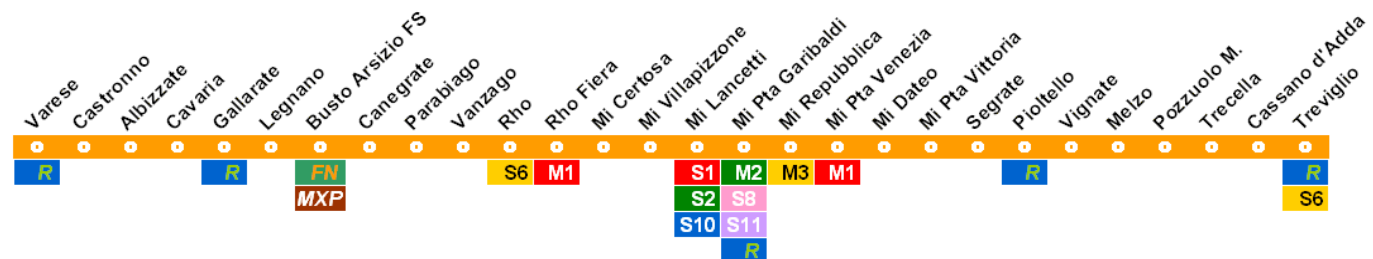 Varese
Castronno
Albizzate
Cavaria
Gallarate
Legnano
Busto Arsizio FS
Canegrate
Parabiago
Vanzago
Rho
Rho Fiera
Mi Certosa
Mi Villapizzone
Mi Lancetti
Mi Pta Garibaldi
Mi Repubblica
Mi Pta Venezia
Mi Dateo
Mi Pta Vittoria
Segrate
Pioltello
Vignate
Melzo
Pozzuolo M.
Trecella
Cassano d'Adda
Treviglio
R R FN S6 M1 S1 M2 M3 M1 R R
MXP S2 S8 S6
S10 S11
R